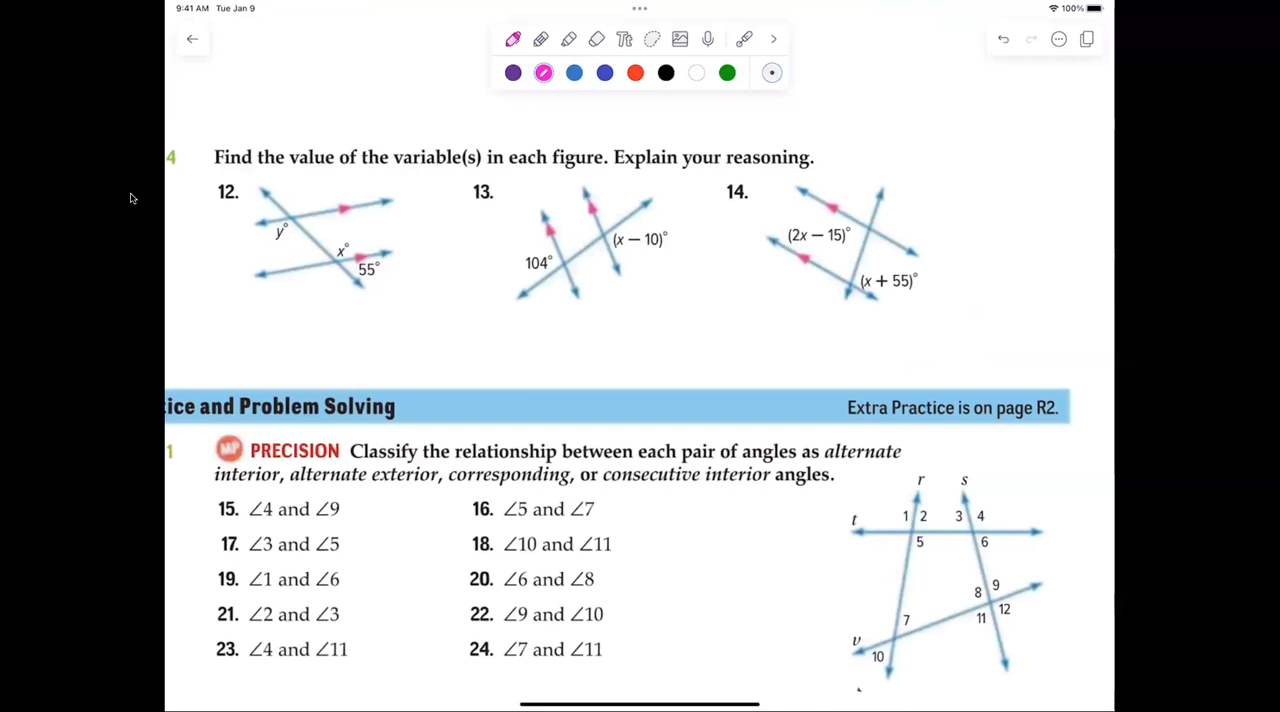 9:41 AM Tue Jan 9
100%
Tt
4 Find the value of the variable(s) in each figure. Explain your reasoning.
12. 13. 14.
y° x° 55°
104° (x − 10)°
(2x − 15)° (x + 55)°
ice and Problem Solving Extra Practice is on page R2.
1 MP PRECISION Classify the relationship between each pair of angles as alternate
interior, alternate exterior, corresponding, or consecutive interior angles.
15. ∠4 and ∠9 16. ∠5 and ∠7
17. ∠3 and ∠5 18. ∠10 and ∠11
19. ∠1 and ∠6 20. ∠6 and ∠8
21. ∠2 and ∠3 22. ∠9 and ∠10
23. ∠4 and ∠11 24. ∠7 and ∠11
r s
t 1 2 3 4
5 6
8 9
7 11 12
v
10